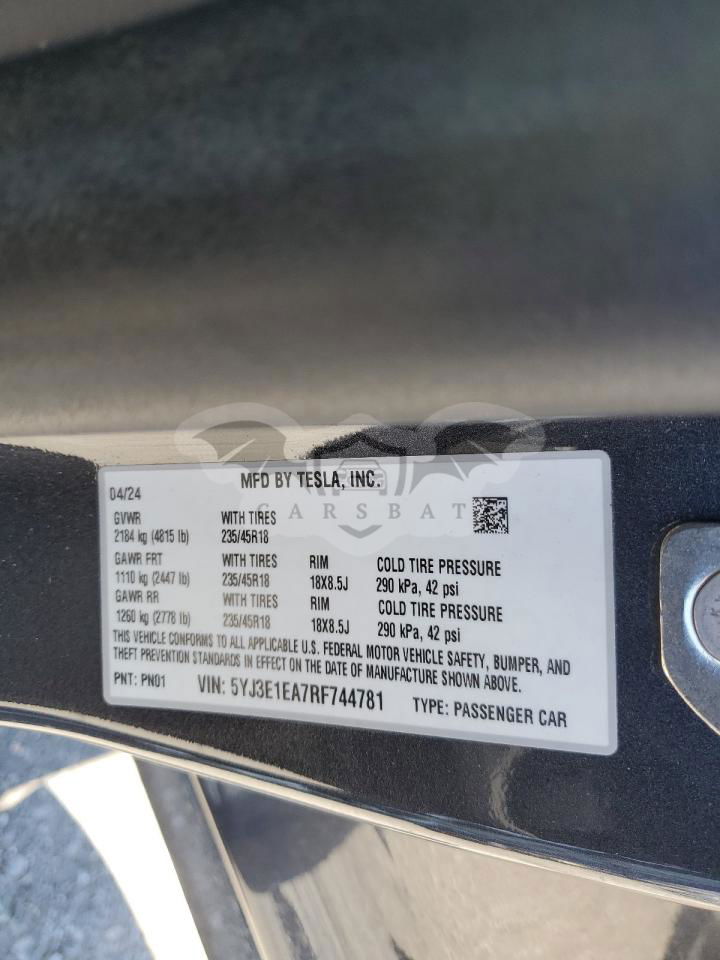 MFD BY TESLA, INC.
04/24
CARSBAT
GVWR WITH TIRES
2184 kg (4815 lb) 235/45R18
GAWR FRT WITH TIRES RIM COLD TIRE PRESSURE
1110 kg (2447 lb) 235/45R18 18X8.5J 290 kPa, 42 psi
GAWR RR WITH TIRES RIM COLD TIRE PRESSURE
1260 kg (2778 lb) 235/45R18 18X8.5J 290 kPa, 42 psi
THIS VEHICLE CONFORMS TO ALL APPLICABLE U.S. FEDERAL MOTOR VEHICLE SAFETY, BUMPER, AND
THEFT PREVENTION STANDARDS IN EFFECT ON THE DATE OF MANUFACTURE SHOWN ABOVE.
PNT: PN01 VIN: 5YJ3E1EA7RF744781 TYPE: PASSENGER CAR